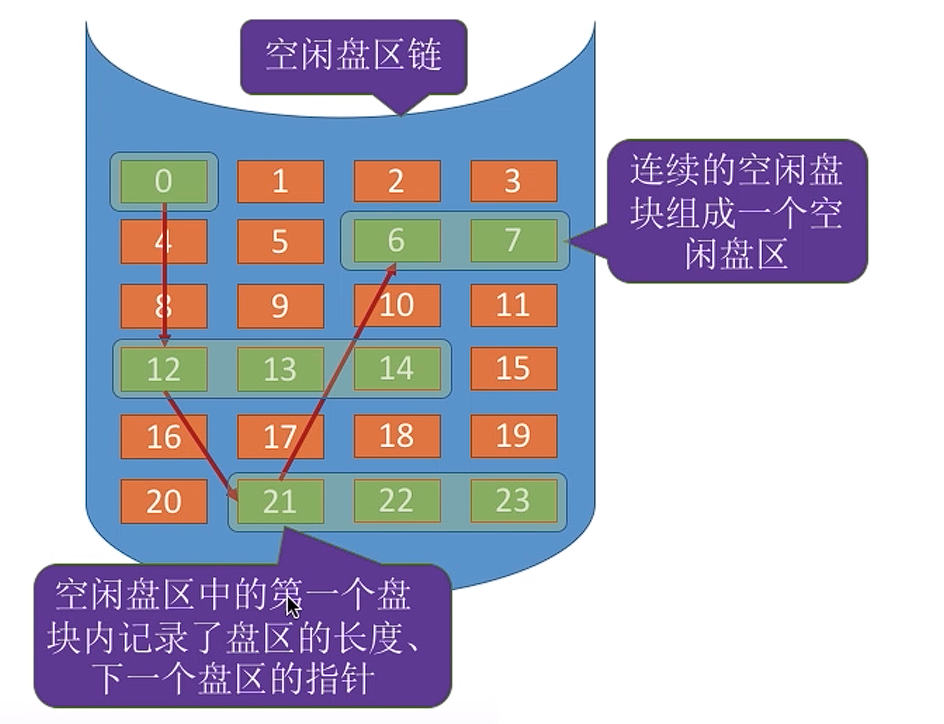 空闲盘区链
0 1 2 3
连续的空闲盘
块组成一个空
闲盘区
4 5 6 7
8 9 10 11
12 13 14 15
16 17 18 19
20 21 22 23
空闲盘区中的第一个盘
块内记录了盘区的长度、
下一个盘区的指针